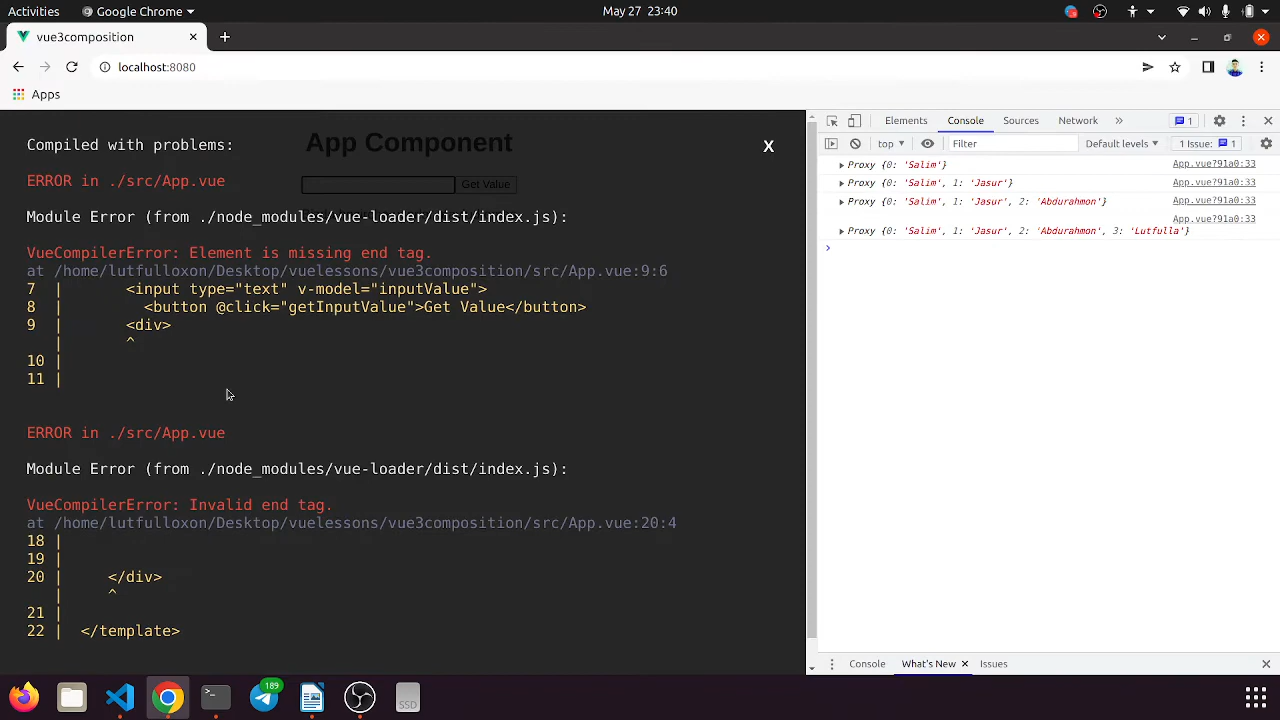 Activities Google Chrome May 27 23:40
vue3composition
localhost:8080
Apps
App Component
Get Value
Compiled with problems: X
ERROR in ./src/App.vue
Module Error (from ./node_modules/vue-loader/dist/index.js):
VueCompilerError: Element is missing end tag.
at /home/lutfulloxon/Desktop/vuelessons/vue3composition/src/App.vue:9:6
7 | <input type="text" v-model="inputValue">
8 | <button @click="getInputValue">Get Value</button>
9 | <div>
| ^
10 |
11 |
ERROR in ./src/App.vue
Module Error (from ./node_modules/vue-loader/dist/index.js):
VueCompilerError: Invalid end tag.
at /home/lutfulloxon/Desktop/vuelessons/vue3composition/src/App.vue:20:4
18 |
19 |
20 | </div>
| ^
21 |
22 | </template>
Elements Console Sources Network » 1
top Filter Default levels 1 Issue: 1
Proxy {0: 'Salim'} App.vue?91a0:33
Proxy {0: 'Salim', 1: 'Jasur'} App.vue?91a0:33
Proxy {0: 'Salim', 1: 'Jasur', 2: 'Abdurahmon'} App.vue?91a0:33
App.vue?91a0:33
Proxy {0: 'Salim', 1: 'Jasur', 2: 'Abdurahmon', 3: 'Lutfulla'}
Console What's New Issues
189
SSD